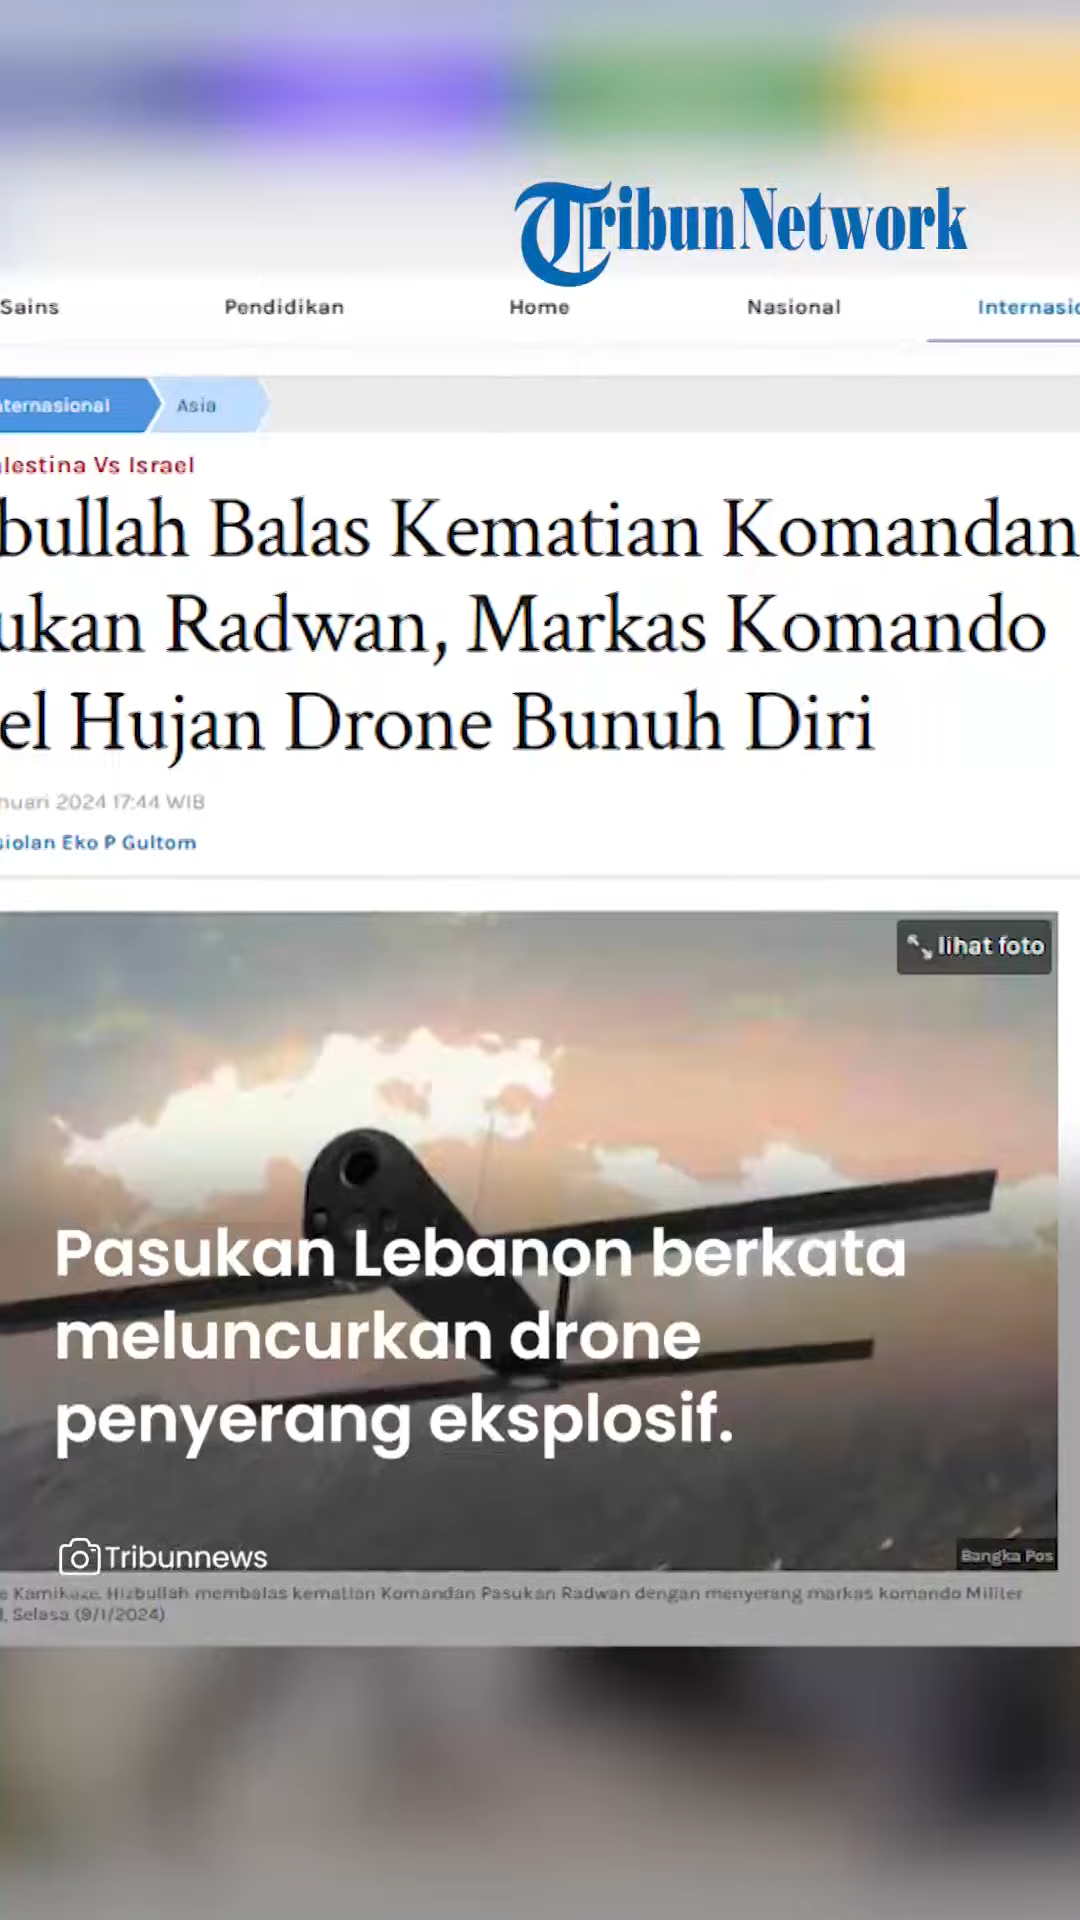 TribunNetwork
Sains Pendidikan Home Nasional Internasio
nternasional Asia
alestina Vs Israel
bullah Balas Kematian Komandan
ukan Radwan, Markas Komando
el Hujan Drone Bunuh Diri
nuari 2024 17:44 WIB
siolan Eko P Gultom
lihat foto
Pasukan Lebanon berkata
meluncurkan drone
penyerang eksplosif.
Tribunnews
Bangka Pos
e Kamikaze. Hizbullah membalas kematian Komandan Pasukan Radwan dengan menyerang markas komando Militer
l, Selasa (9/1/2024)